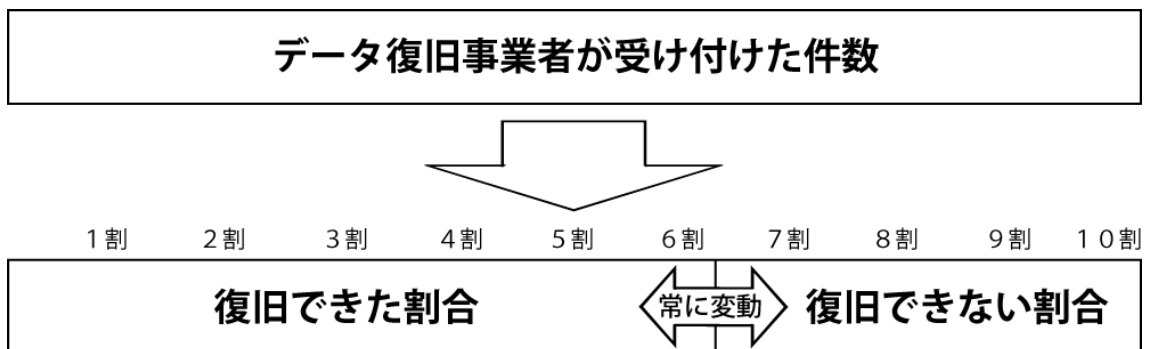 データ復旧事業者が受け付けた件数
１割 ２割 ３割 ４割 ５割 ６割 ７割 ８割 ９割 １０割
復旧できた割合 常に変動 復旧できない割合